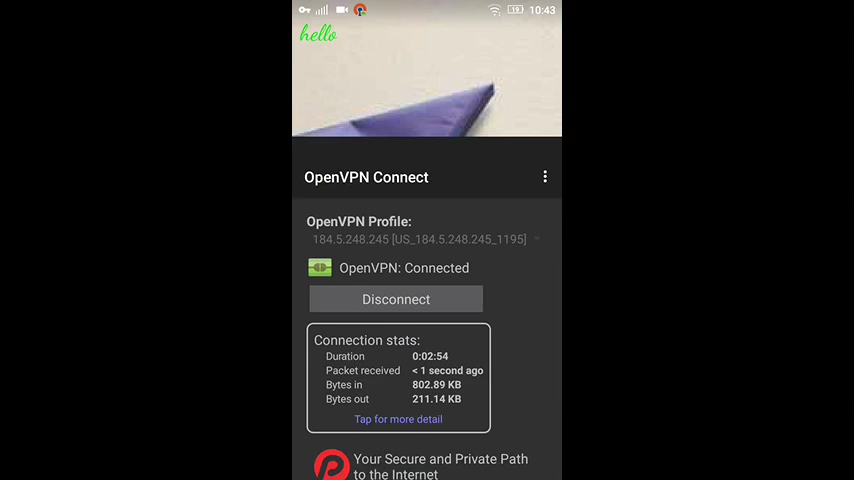 19 10:43
hello
OpenVPN Connect
OpenVPN Profile:
184.5.248.245 [US_184.5.248.245_1195]
OpenVPN: Connected
Disconnect
Connection stats:
Duration 0:02:54
Packet received < 1 second ago
Bytes in 802.89 KB
Bytes out 211.14 KB
Tap for more detail
Your Secure and Private Path
to the Internet